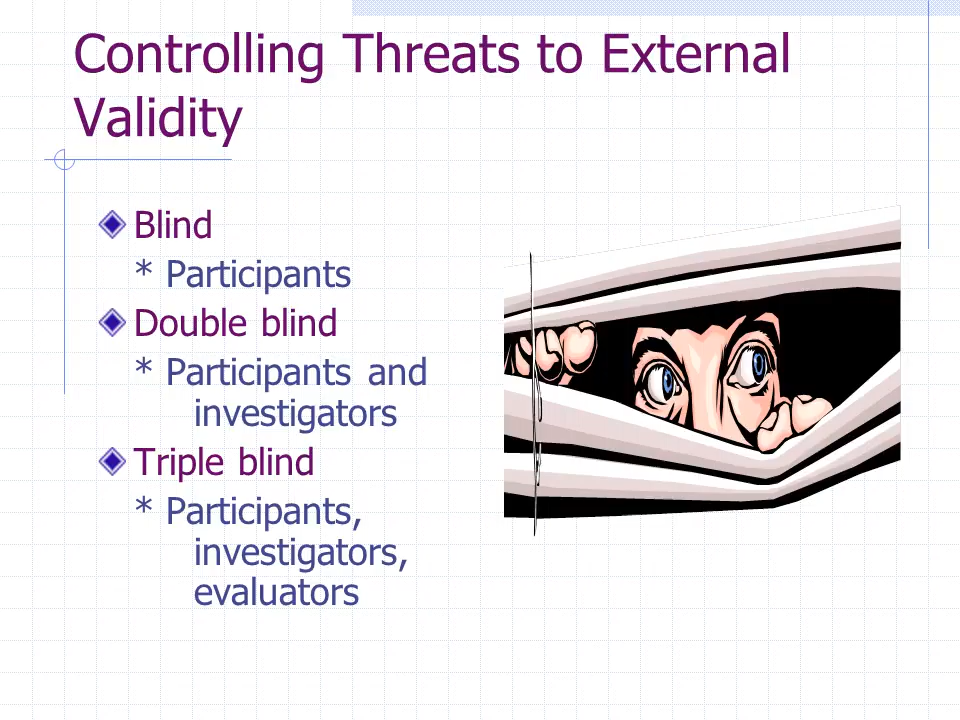 Controlling Threats to External
Validity
Blind
* Participants
Double blind
* Participants and
investigators
Triple blind
* Participants,
investigators,
evaluators